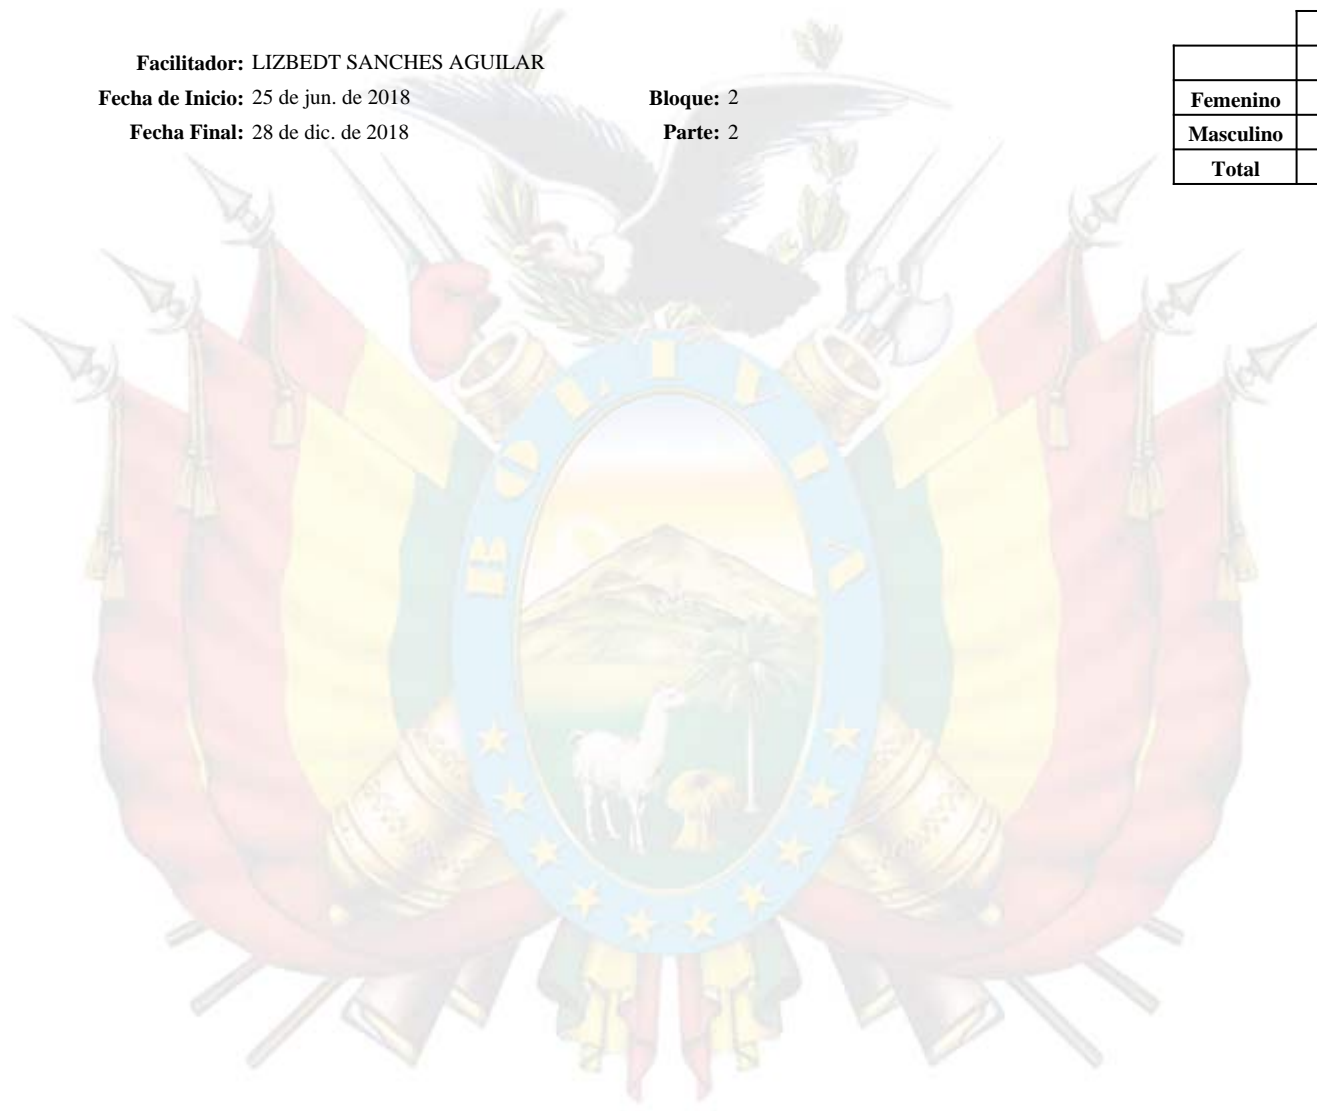 Facilitador: LIZBEDT SANCHES AGUILAR
Fecha de Inicio: 25 de jun. de 2018 Bloque: 2
Fecha Final: 28 de dic. de 2018 Parte: 2
Femenino
Masculino
Total
BOLIVIA